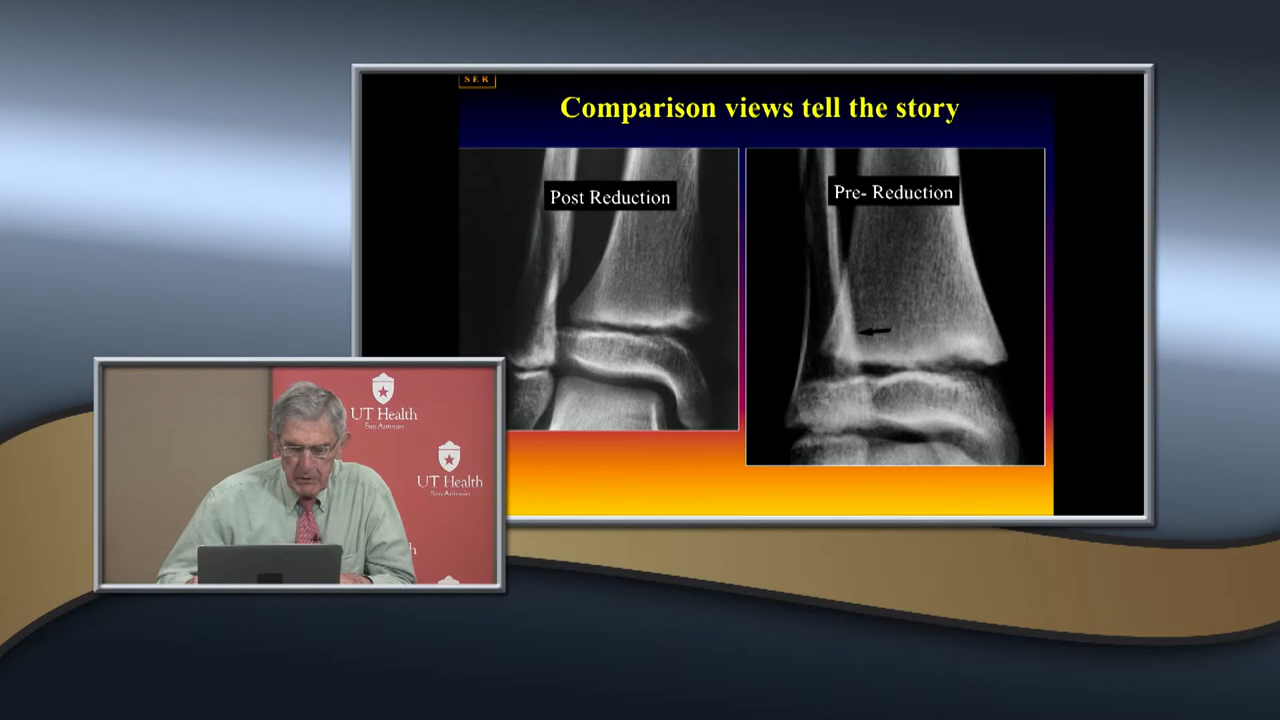 SER
Comparison views tell the story
Post Reduction
Pre- Reduction
UT Health
San Antonio
UT Health
San Antonio
h